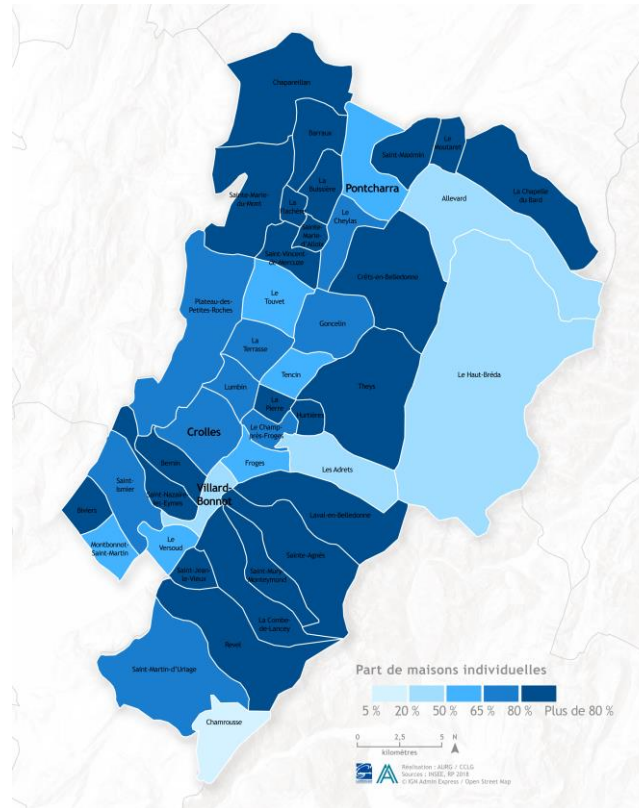 Chapareillan
Barraux
Saint-Maximin
Le
Moutaret
La Chapelle
du Bard
Pontcharra
La
Buissière
Allevard
Sainte-Marie-
du-Mont
La
Flachère
Le
Cheylas
Sainte-
Marie-
d'Alloix
Saint-Vincent-
de-Mercuze
Crêts-en-Belledonne
Plateau-des-
Petites-Roches
Le
Touvet
Goncelin
La
Terrasse
Le Haut-Bréda
Tencin
Theys
Lumbin
La
Pierre
Hurtières
Crolles
Le Champ-
près-Froges
Bernin
Froges
Les Adrets
Saint-
Ismier
Villard-
Bonnot
Saint-Nazaire-
les-Eymes
Biviers
Laval-en-Belledonne
Montbonnot-
Saint-Martin
Le
Versoud
Sainte-Agnès
Saint-Jean-
le-Vieux
Saint-Mury-
Monteymond
La Combe-
de-Lancey
Revel
Saint-Martin-d'Uriage
Chamrousse
Part de maisons individuelles
5 % 20 % 50 % 65 % 80 % Plus de 80 %
0 2,5 5 N
kilomètres
Réalisation : AURG / CCLG
Sources : INSEE, RP 2018
© IGN Admin Express / Open Street Map